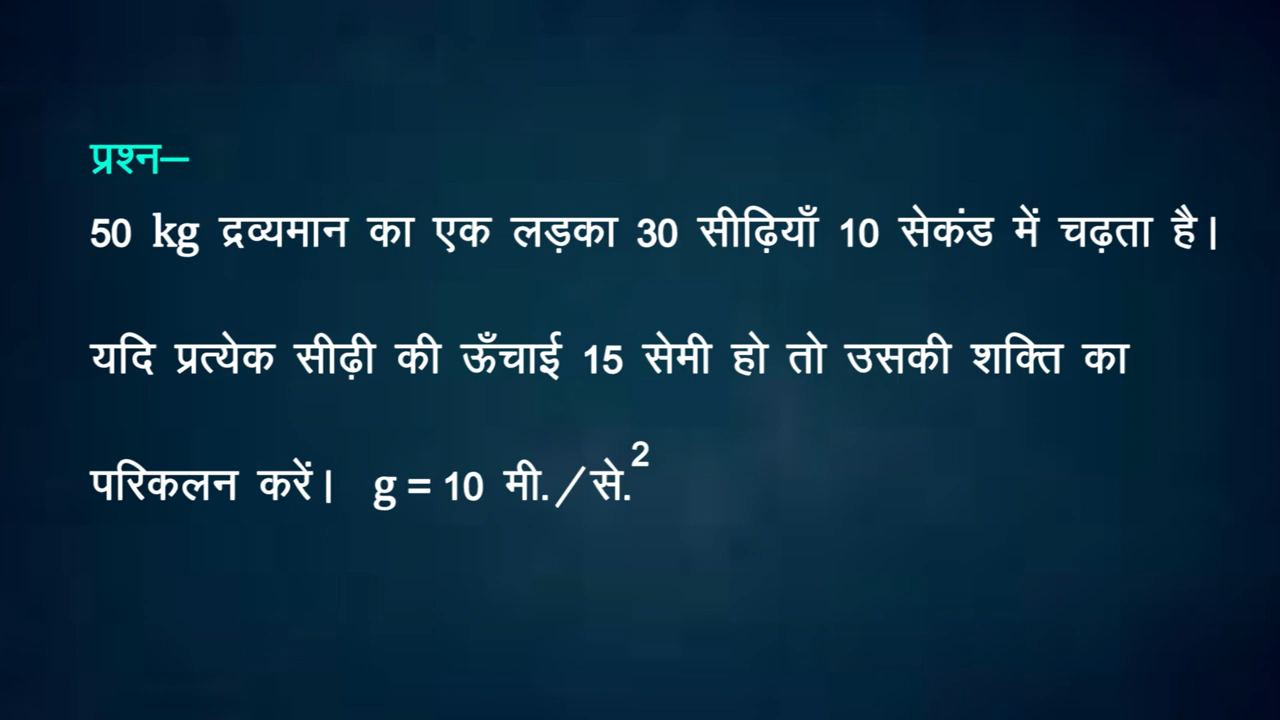 प्रश्न—
50 kg द्रव्यमान का एक लड़का 30 सीढ़ियाँ 10 सेकंड में चढ़ता है।
यदि प्रत्येक सीढ़ी की ऊँचाई 15 सेमी हो तो उसकी शक्ति का
परिकलन करें। g = 10 मी./से.²